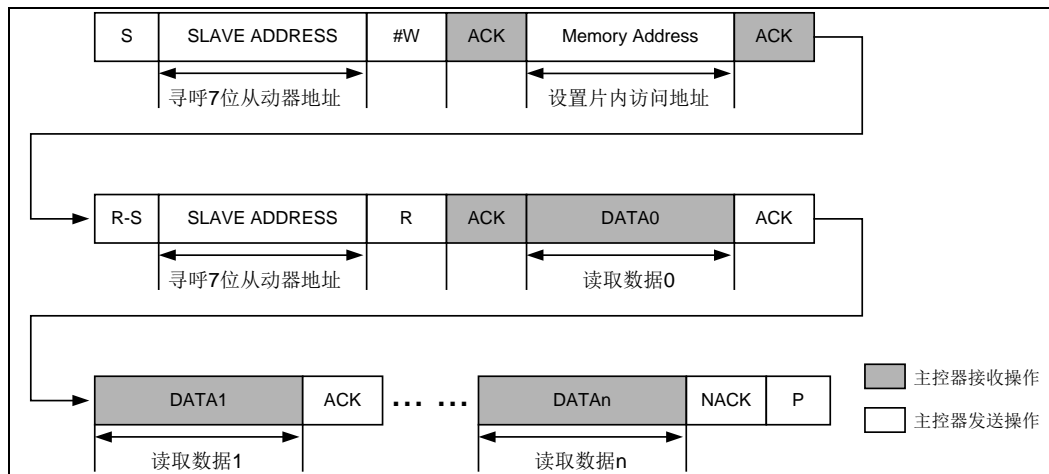 S SLAVE ADDRESS #W ACK Memory Address ACK
寻呼7位从动器地址 设置片内访问地址
R-S SLAVE ADDRESS R ACK DATA0 ACK
寻呼7位从动器地址 读取数据0
DATA1 ACK ... ... DATAn NACK P
读取数据1 读取数据n
主控器接收操作
主控器发送操作